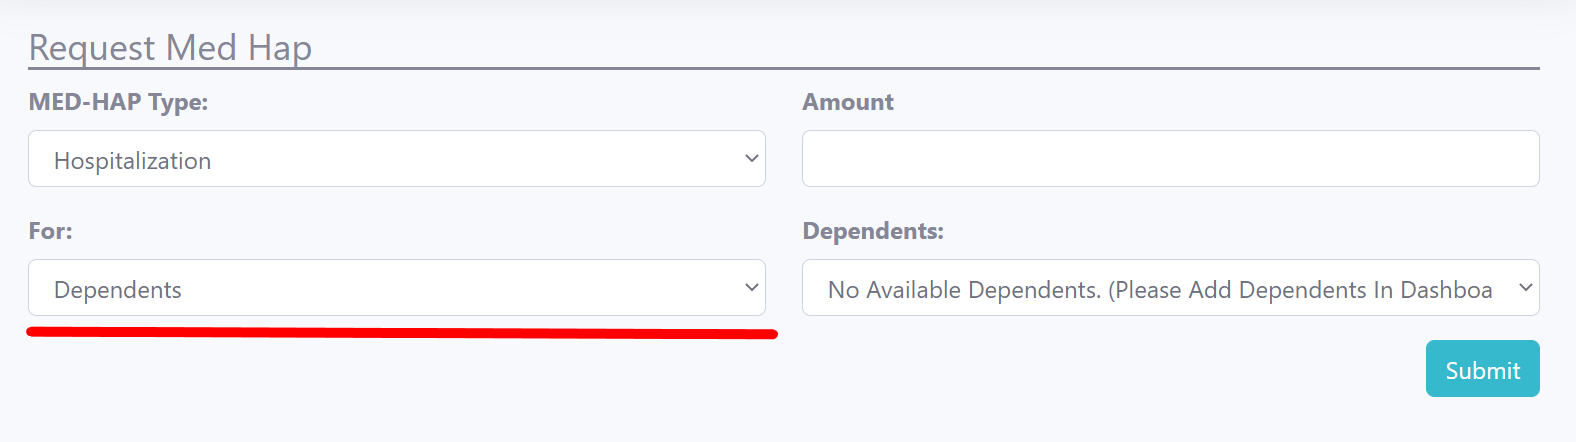 Request Med Hap
MED-HAP Type:
Amount
Hospitalization
For:
Dependents:
Dependents
No Available Dependents. (Please Add Dependents In Dashboa
Submit